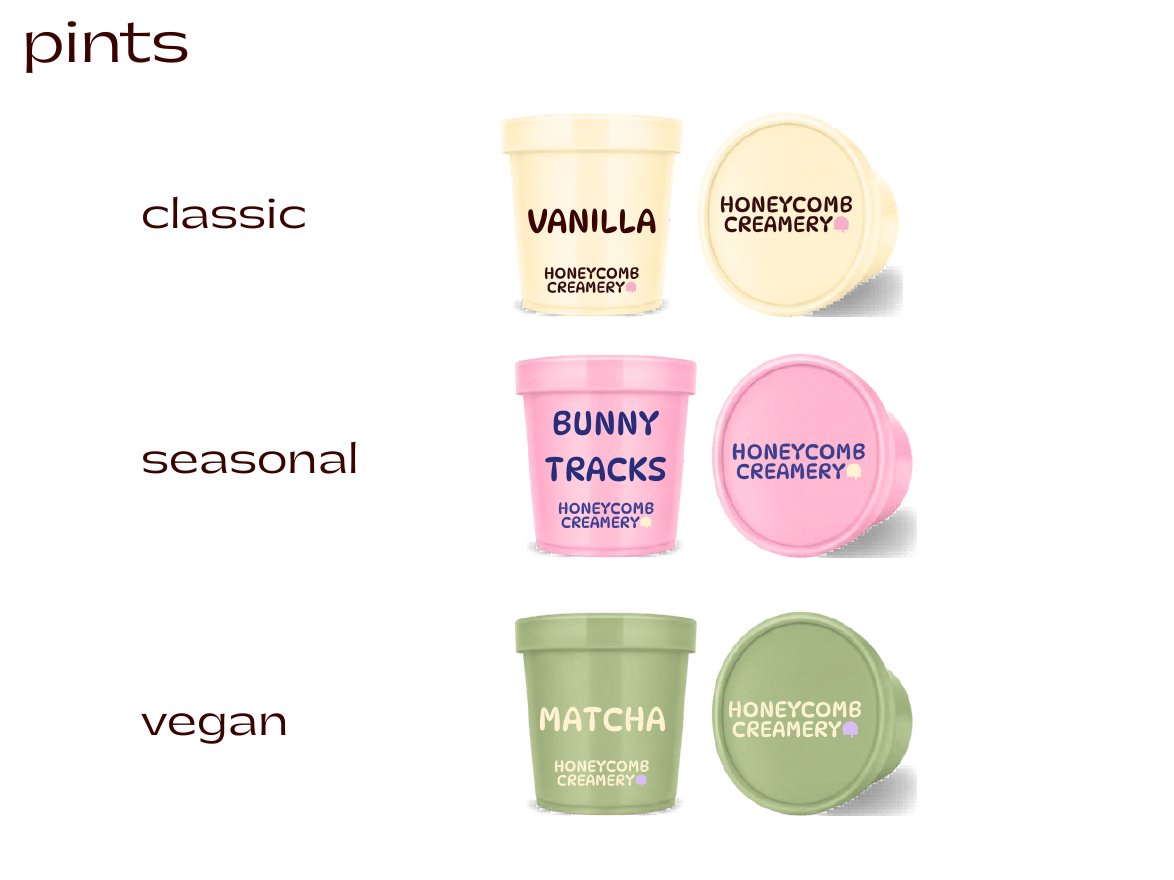 pints
classic
VANILLA
HONEYCOMB
CREAMERY
HONEYCOMB
CREAMERY
seasonal
BUNNY
TRACKS
HONEYCOMB
CREAMERY
HONEYCOMB
CREAMERY
vegan
MATCHA
HONEYCOMB
CREAMERY
HONEYCOMB
CREAMERY